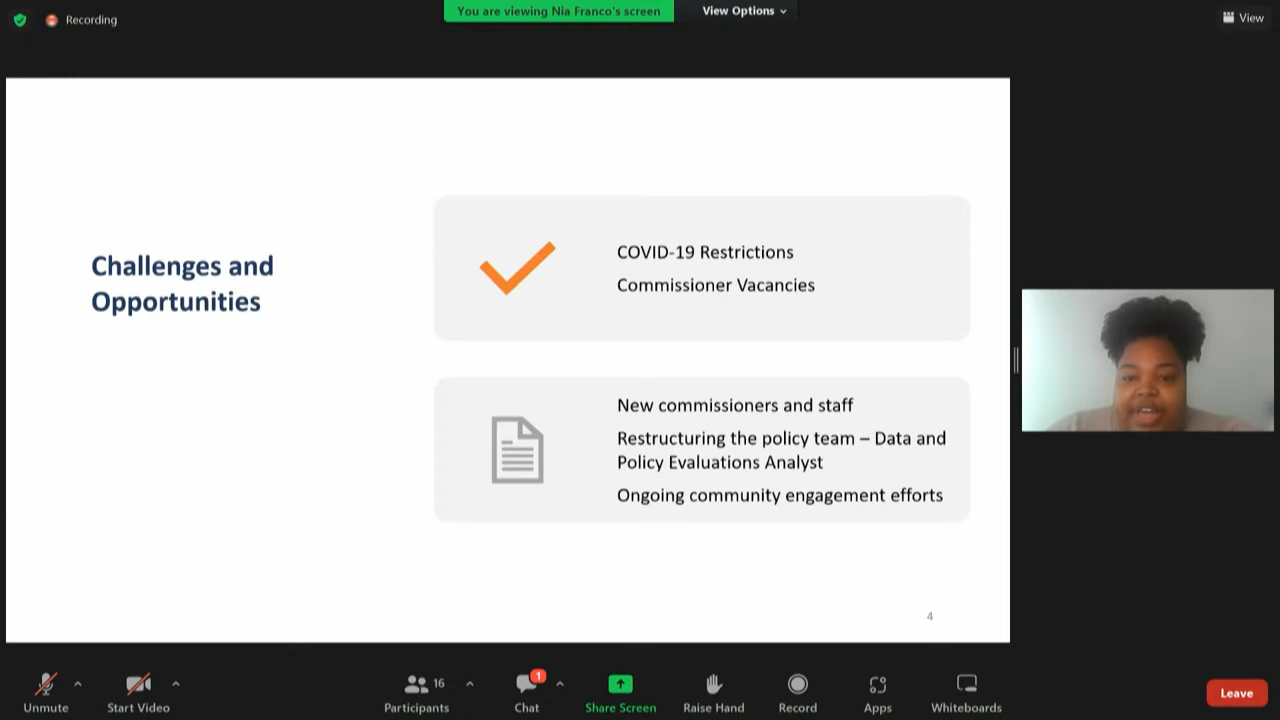 Recording
You are viewing Nia Franco's screen
View Options
View
Challenges and
Opportunities
COVID-19 Restrictions
Commissioner Vacancies
New commissioners and staff
Restructuring the policy team – Data and
Policy Evaluations Analyst
Ongoing community engagement efforts
4
Unmute
Start Video
16
Participants
1
Chat
Share Screen
Raise Hand
Record
Apps
Whiteboards
Leave